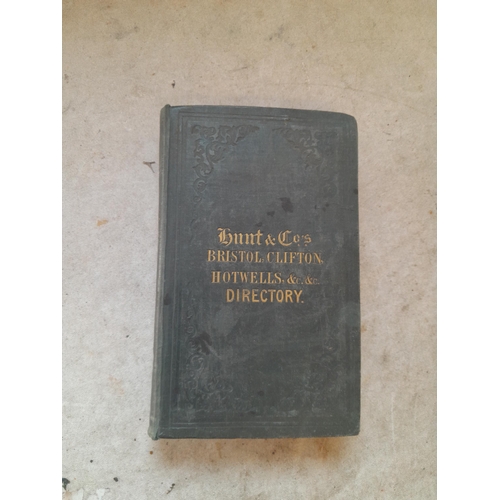 Hunt & Co's
BRISTOL, CLIFTON,
HOTWELLS, &c. &c.
DIRECTORY.